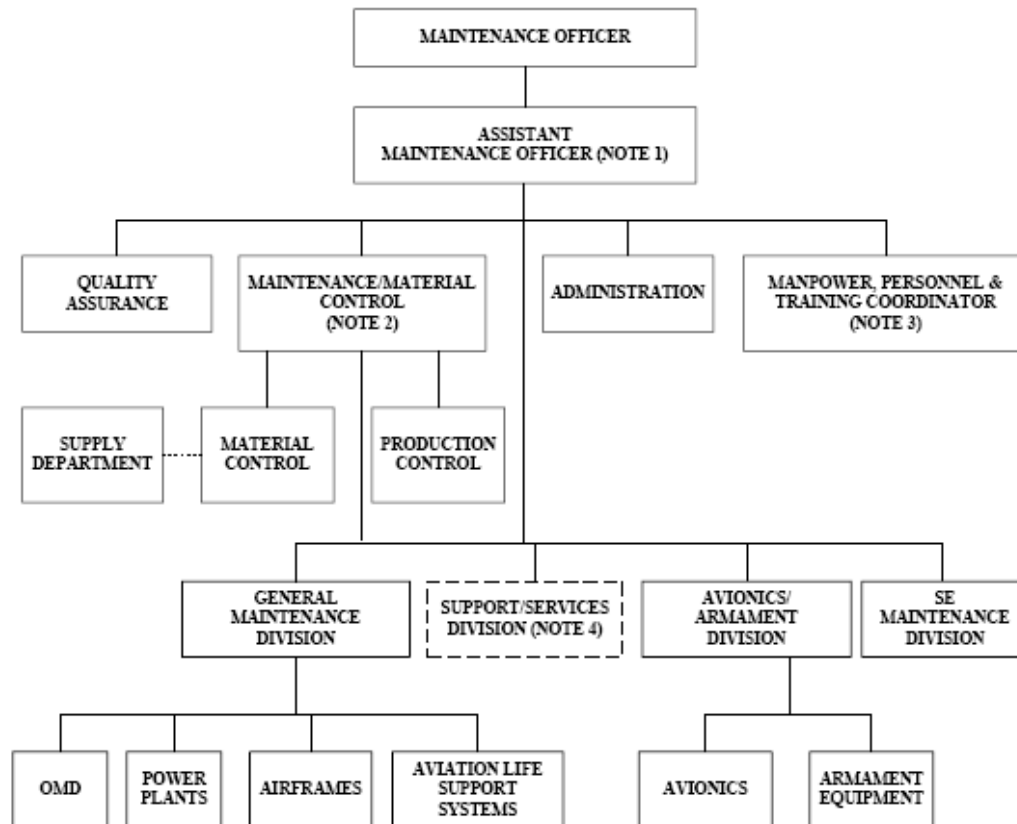 MAINTENANCE OFFICER
ASSISTANT
MAINTENANCE OFFICER (NOTE 1)
QUALITY
ASSURANCE
MAINTENANCE/MATERIAL
CONTROL
(NOTE 2)
ADMINISTRATION
MANPOWER, PERSONNEL &
TRAINING COORDINATOR
(NOTE 3)
SUPPLY
DEPARTMENT
MATERIAL
CONTROL
PRODUCTION
CONTROL
GENERAL
MAINTENANCE
DIVISION
SUPPORT/SERVICES
DIVISION (NOTE 4)
AVIONICS/
ARMAMENT
DIVISION
SE
MAINTENANCE
DIVISION
OMD
POWER
PLANTS
AIRFRAMES
AVIATION LIFE
SUPPORT
SYSTEMS
AVIONICS
ARMAMENT
EQUIPMENT